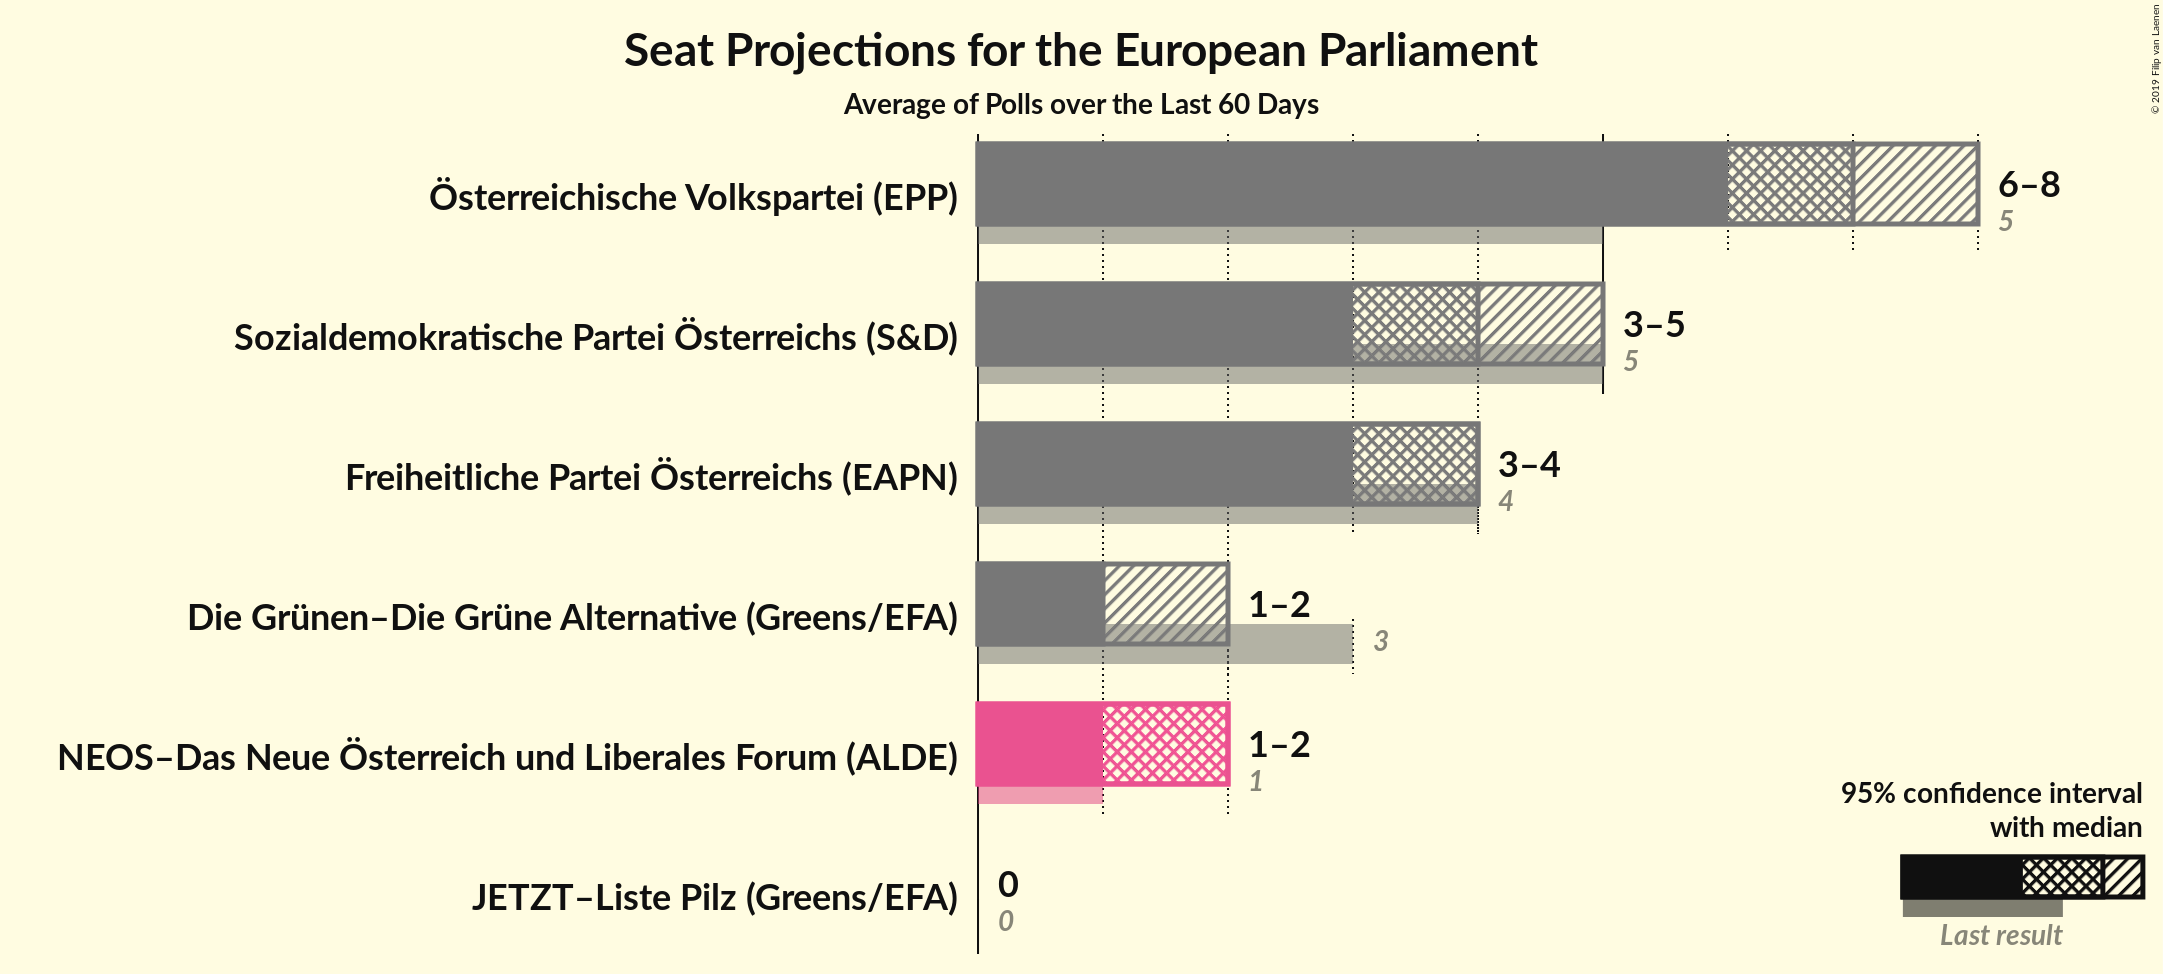 Seat Projections for the European Parliament
Average of Polls over the Last 60 Days
© 2019 Filip van Laenen
Österreichische Volkspartei (EPP)
6–8
5
Sozialdemokratische Partei Österreichs (S&D)
3–5
5
Freiheitliche Partei Österreichs (EAPN)
3–4
4
Die Grünen–Die Grüne Alternative (Greens/EFA)
1–2
3
NEOS–Das Neue Österreich und Liberales Forum (ALDE)
1–2
1
JETZT–Liste Pilz (Greens/EFA)
0
0
95% confidence interval
with median
Last result